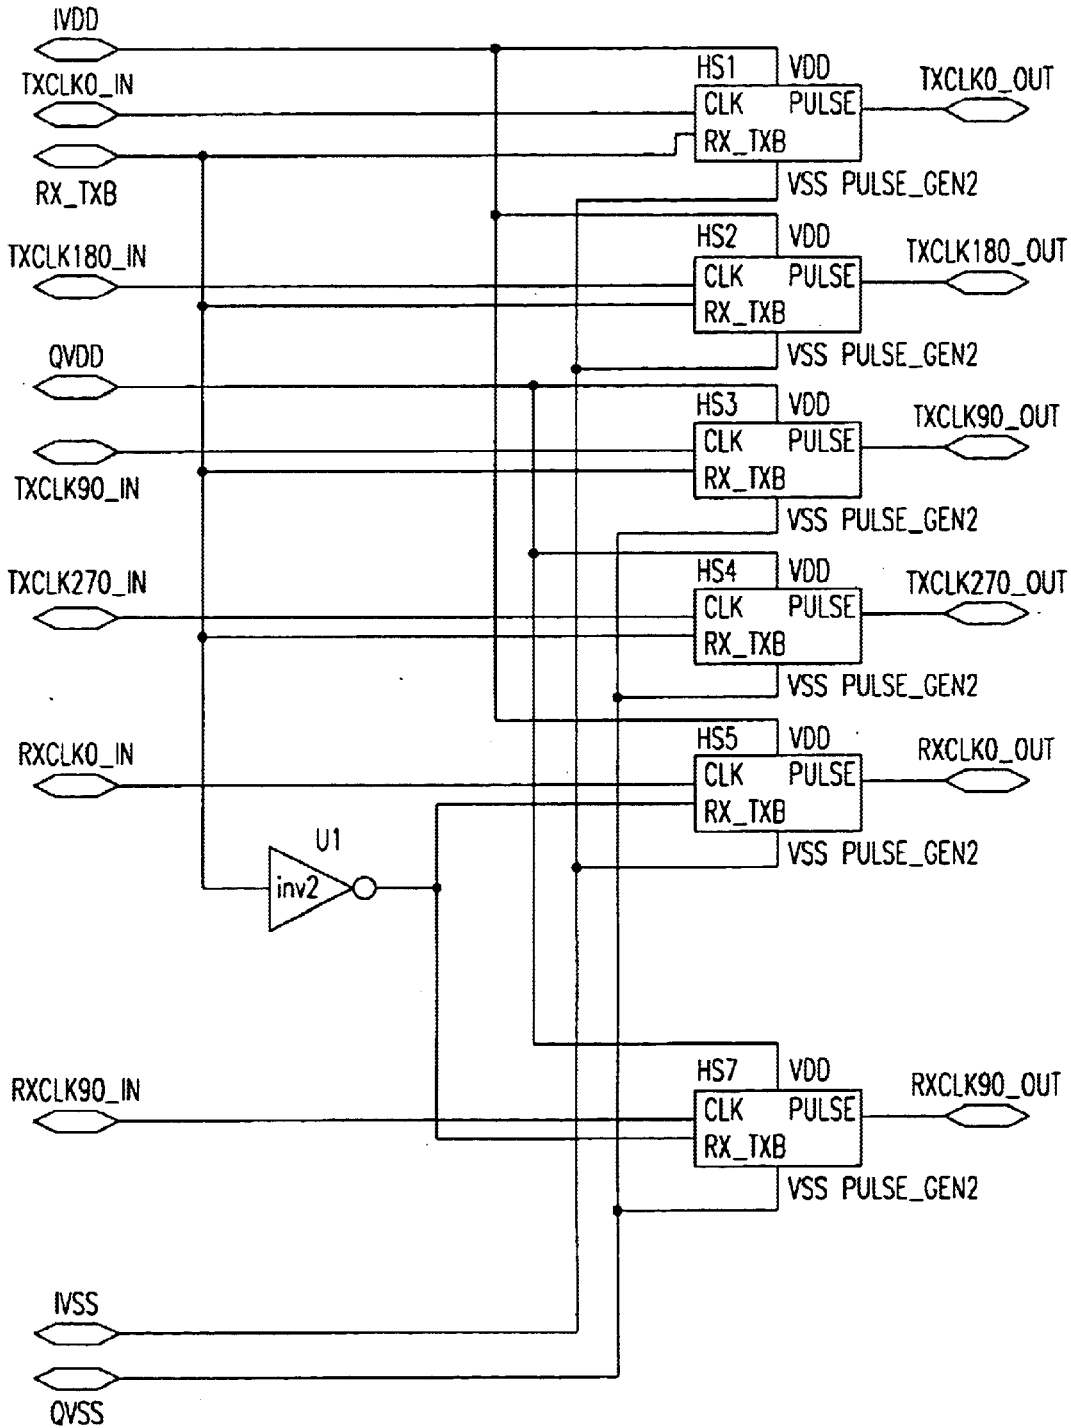 IVDD
TXCLK0_IN
RX_TXB
HS1 VDD
CLK PULSE
RX_TXB
VSS PULSE_GEN2
TXCLK0_OUT
TXCLK180_IN
HS2 VDD
CLK PULSE
RX_TXB
VSS PULSE_GEN2
TXCLK180_OUT
QVDD
TXCLK90_IN
HS3 VDD
CLK PULSE
RX_TXB
VSS PULSE_GEN2
TXCLK90_OUT
TXCLK270_IN
HS4 VDD
CLK PULSE
RX_TXB
VSS PULSE_GEN2
TXCLK270_OUT
RXCLK0_IN
HS5 VDD
CLK PULSE
RX_TXB
VSS PULSE_GEN2
RXCLK0_OUT
U1
inv2
RXCLK90_IN
HS7 VDD
CLK PULSE
RX_TXB
VSS PULSE_GEN2
RXCLK90_OUT
IVSS
QVSS